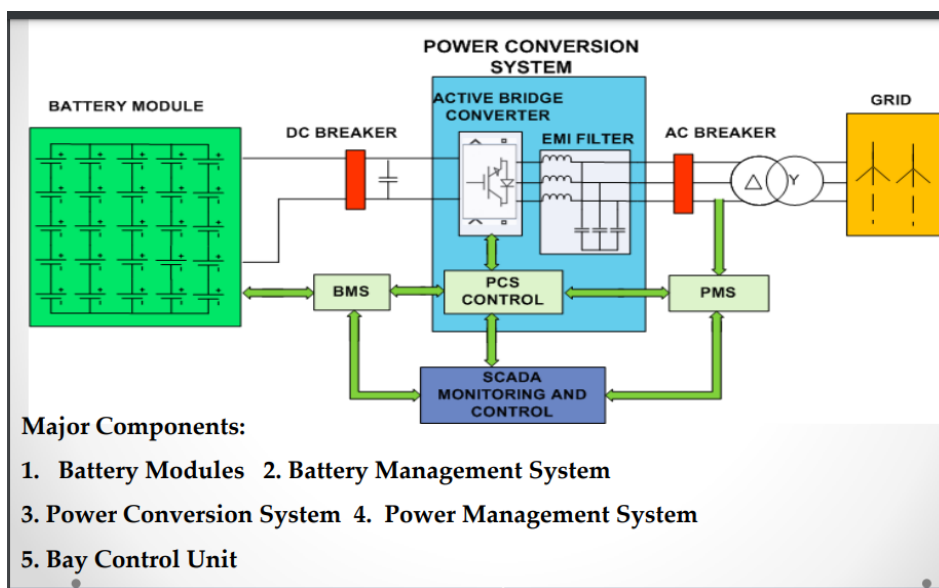 POWER CONVERSION
SYSTEM
BATTERY MODULE
DC BREAKER
ACTIVE BRIDGE
CONVERTER
EMI FILTER
AC BREAKER
GRID
Δ
Y
BMS
PCS
CONTROL
PMS
SCADA
MONITORING AND
CONTROL
Major Components:
1. Battery Modules 2. Battery Management System
3. Power Conversion System 4. Power Management System
5. Bay Control Unit